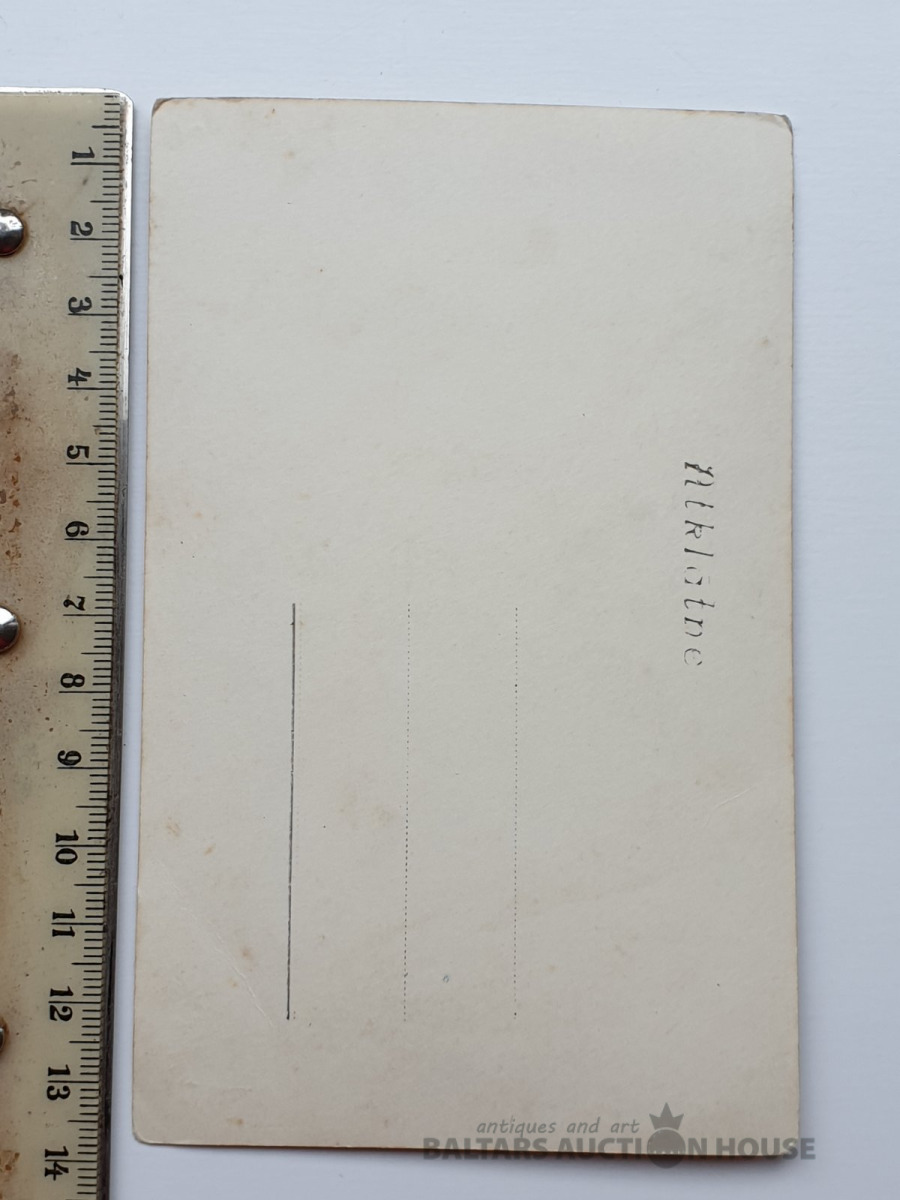 Atklātne
1 2 3 4 5 6 7 8 9 10 11 12 13 14
antiques and art
BALTARS AUCTION HOUSE